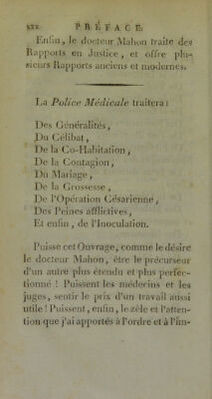 xxx PRÉFACE.
Enfin, le docteur Mahon traite des
Rapports en Justice, et offre plu-
sieurs Rapports anciens et modernes.
La Police Médicale traitera :
Des Généralités,
Du Célibat,
De la Co-Habitation,
De la Contagion,
Du Mariage,
De la Grossesse,
De l'Opération Césarienne,
Des Peines afflictives,
Et enfin, de l'Inoculation.
Puisse cet Ouvrage, comme le désire
le docteur Mahon, être le précurseur
d'un autre plus étendu et plus perfec-
tionné ! Puissent les médecins et les
juges, sentir le prix d'un travail aussi
utile ! Puissent, enfin, le zèle et l'atten-
tion que j'ai apportés à l'ordre et à l'im-